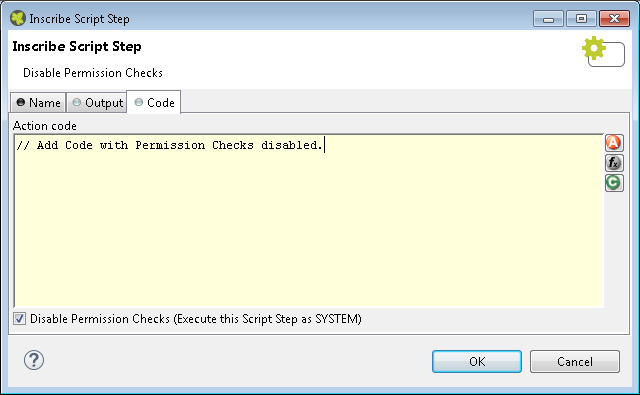 Inscribe Script Step
Inscribe Script Step
Disable Permission Checks
Name Output Code
Action code
// Add Code with Permission Checks disabled.
A
fx
C
Disable Permission Checks (Execute this Script Step as SYSTEM)
? OK Cancel